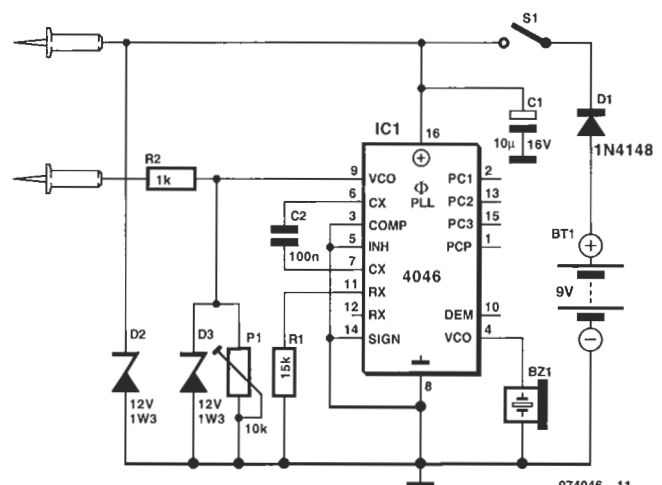 S1
C1
10µ 16V
D1
1N4148
IC1
16
R2
1k
9 VCO
Φ
PLL
PC1 2
6 CX
PC2 13
3 COMP
PC3 15
5 INH
PCP 1
C2
100n
7 CX
4046
11 RX
12 RX
DEM 10
14 SIGN
VCO 4
8
BT1
9V
D2
12V
1W3
D3
12V
1W3
P1
10k
R1
15k
BZ1